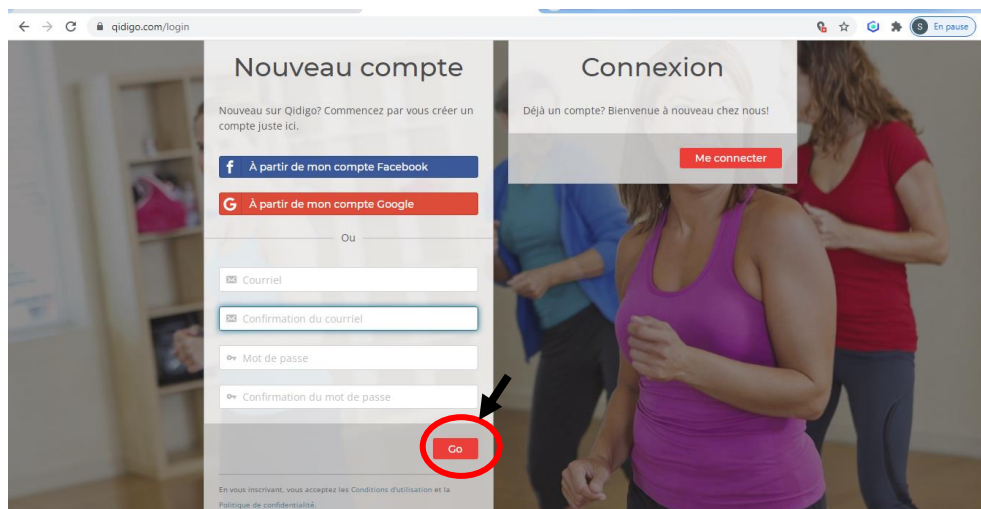 qidigo.com/login
S En pause
Nouveau compte
Nouveau sur Qidigo? Commencez par vous créer un
compte juste ici.
f À partir de mon compte Facebook
G À partir de mon compte Google
Ou
Courriel
Confirmation du courriel
Mot de passe
Confirmation du mot de passe
Go
En vous inscrivant, vous acceptez les Conditions d'utilisation et la
Politique de confidentialité.
Connexion
Déjà un compte? Bienvenue à nouveau chez nous!
Me connecter